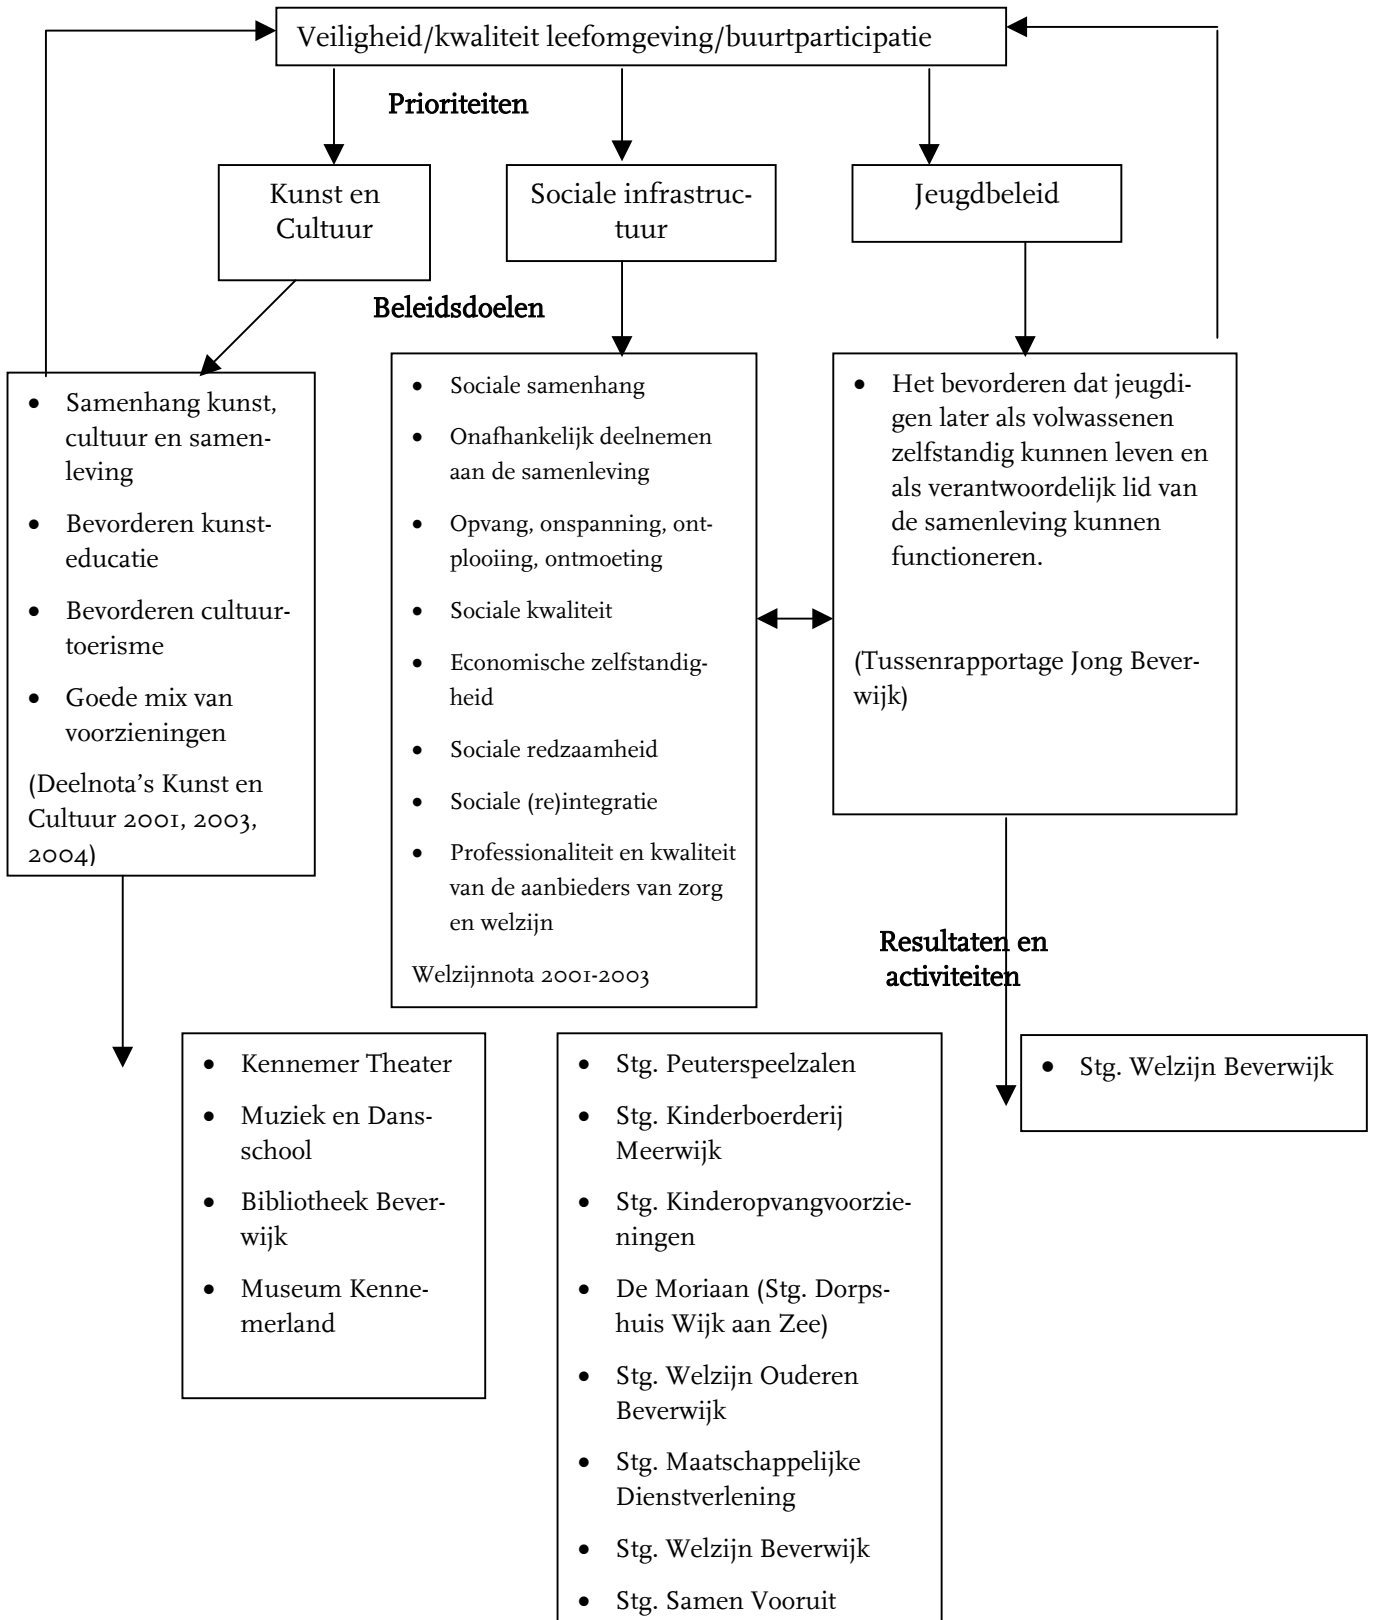 Veiligheid/kwaliteit leefomgeving/buurtparticipatie
Prioriteiten
Kunst en
Cultuur
Sociale infrastruc-
tuur
Jeugdbeleid
Beleidsdoelen
• Samenhang kunst,
cultuur en samen-
leving
• Bevorderen kunst-
educatie
• Bevorderen cultuur-
toerisme
• Goede mix van
voorzieningen
(Deelnota’s Kunst en
Cultuur 2001, 2003,
2004)
• Sociale samenhang
• Onafhankelijk deelnemen
aan de samenleving
• Opvang, onspanning, ont-
plooiing, ontmoeting
• Sociale kwaliteit
• Economische zelfstandig-
heid
• Sociale redzaamheid
• Sociale (re)integratie
• Professionaliteit en kwaliteit
van de aanbieders van zorg
en welzijn
Welzijnnota 2001-2003
• Het bevorderen dat jeugdi-
gen later als volwassenen
zelfstandig kunnen leven en
als verantwoordelijk lid van
de samenleving kunnen
functioneren.
(Tussenrapportage Jong Bever-
wijk)
Resultaten en
activiteiten
• Kennemer Theater
• Muziek en Dans-
school
• Bibliotheek Bever-
wijk
• Museum Kenne-
merland
• Stg. Peuterspeelzalen
• Stg. Kinderboerderij
Meerwijk
• Stg. Kinderopvangvoorzie-
ningen
• De Moriaan (Stg. Dorps-
huis Wijk aan Zee)
• Stg. Welzijn Ouderen
Beverwijk
• Stg. Maatschappelijke
Dienstverlening
• Stg. Welzijn Beverwijk
• Stg. Samen Vooruit
• Stg. Welzijn Beverwijk